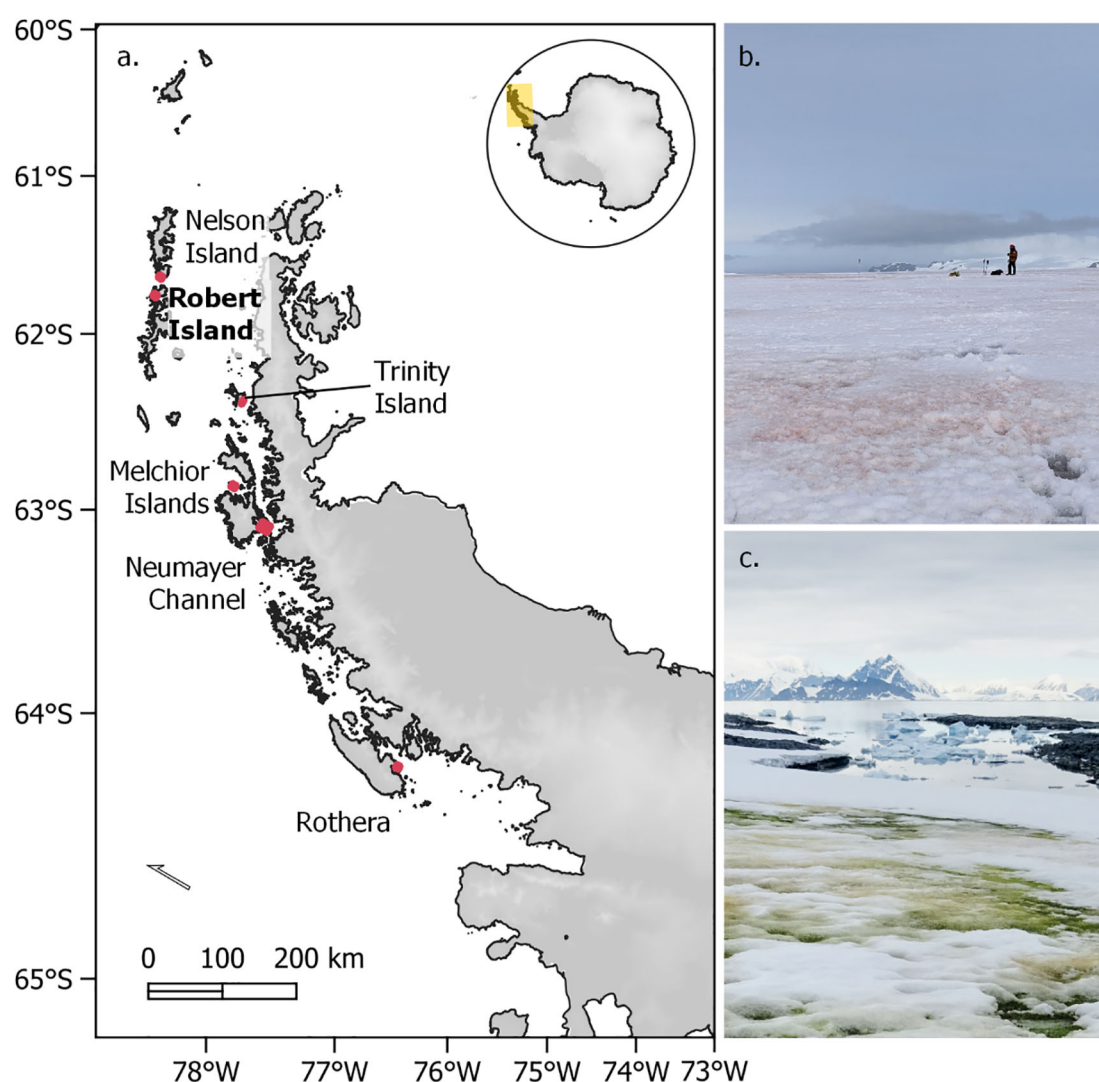 60°S
a.
b.
61°S
Nelson
Island
Robert
Island
62°S
Trinity
Island
Melchior
Islands
63°S
Neumayer
Channel
c.
64°S
Rothera
0 100 200 km
65°S
78°W 77°W 76°W 75°W 74°W 73°W